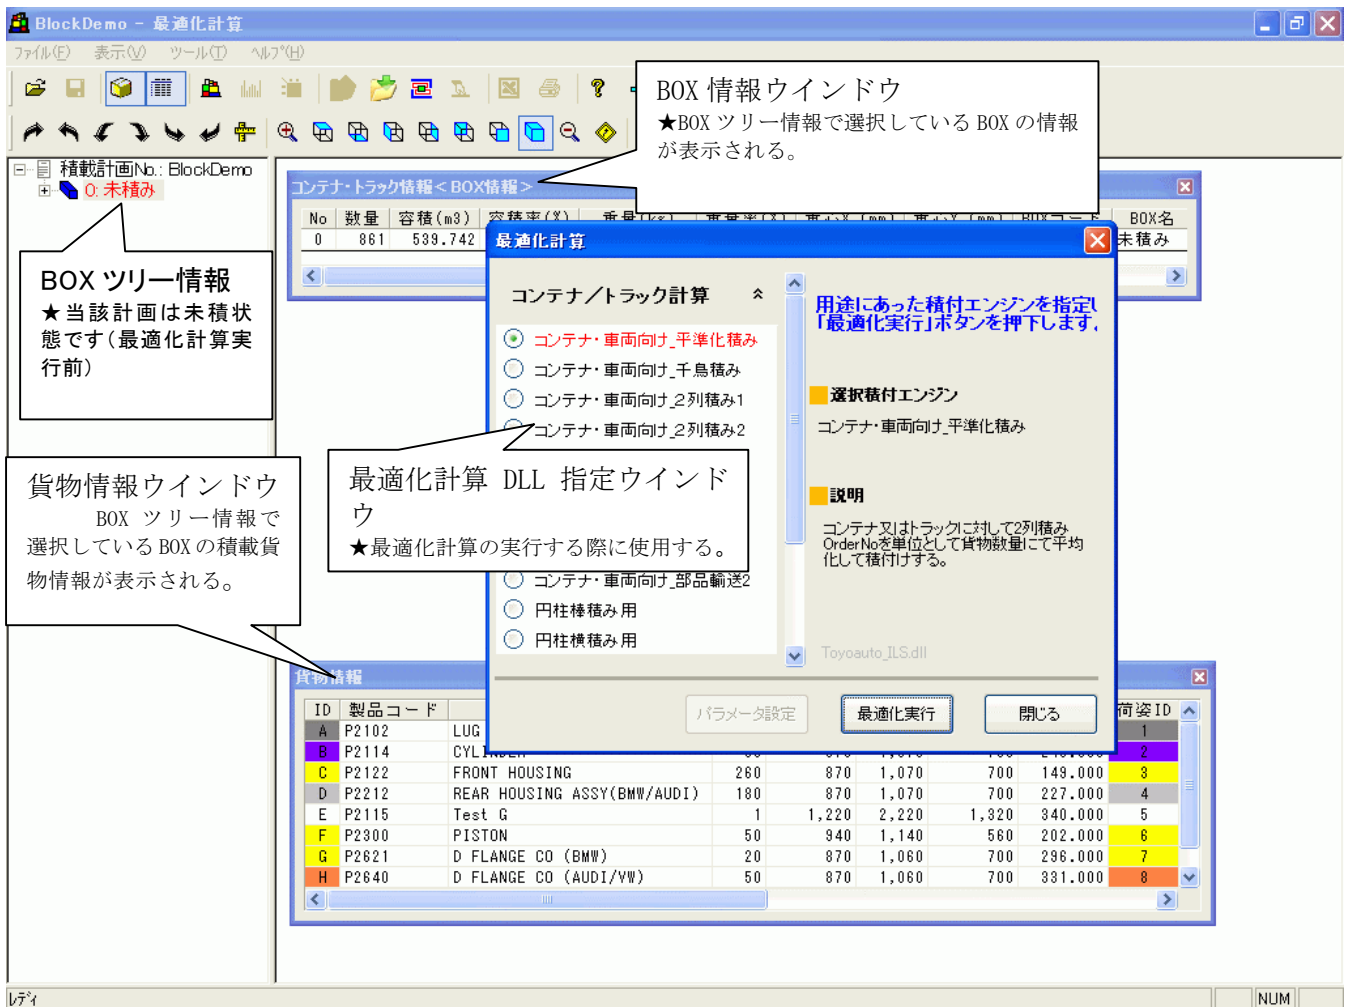 BlockDemo - 最適化計算
ファイル(F) 表示(V) ツール(T) ヘルプ(H)
BOX 情報ウインドウ
★BOX ツリー情報で選択している BOX の情報
が表示される。
積載計画No.: BlockDemo
0: 未積み
コンテナ・トラック情報＜BOX情報＞
No 数量 容積(m3) 容積率(%) 重量(kg) 重量率(%) BOXコード BOX名
0 861 539.742 未積み
BOX ツリー情報
★当該計画は未積状
態です(最適化計算実
行前)
最適化計算
コンテナ／トラック計算
コンテナ・車両向け_平準化積み
コンテナ・車両向け_千鳥積み
コンテナ・車両向け_2列積み1
コンテナ・車両向け_2列積み2
コンテナ・車両向け_部品輸送2
円柱棒積み用
円柱横積み用
用途にあった積付エンジンを指定し
「最適化実行」ボタンを押下します.
選択積付エンジン
コンテナ・車両向け_平準化積み
説明
コンテナ又はトラックに対して2列積み
OrderNoを単位として貨物数量にて平均
化して積付けする。
Toyoauto_ILS.dll
パラメータ設定 最適化実行 閉じる
最適化計算 DLL 指定ウインド
ウ
★最適化計算の実行する際に使用する。
貨物情報ウインドウ
BOX ツリー情報で
選択している BOX の積載貨
物情報が表示される。
貨物情報
ID 製品コード 荷姿ID
A P2102 LUG 1
B P2114 CYLINDER 2
C P2122 FRONT HOUSING 260 870 1,070 700 149.000 3
D P2212 REAR HOUSING ASSY(BMW/AUDI) 180 870 1,070 700 227.000 4
E P2115 Test G 1 1,220 2,220 1,320 340.000 5
F P2300 PISTON 50 940 1,140 560 202.000 6
G P2621 D FLANGE CO (BMW) 20 870 1,060 700 296.000 7
H P2640 D FLANGE CO (AUDI/VW) 50 870 1,060 700 331.000 8
レディ NUM